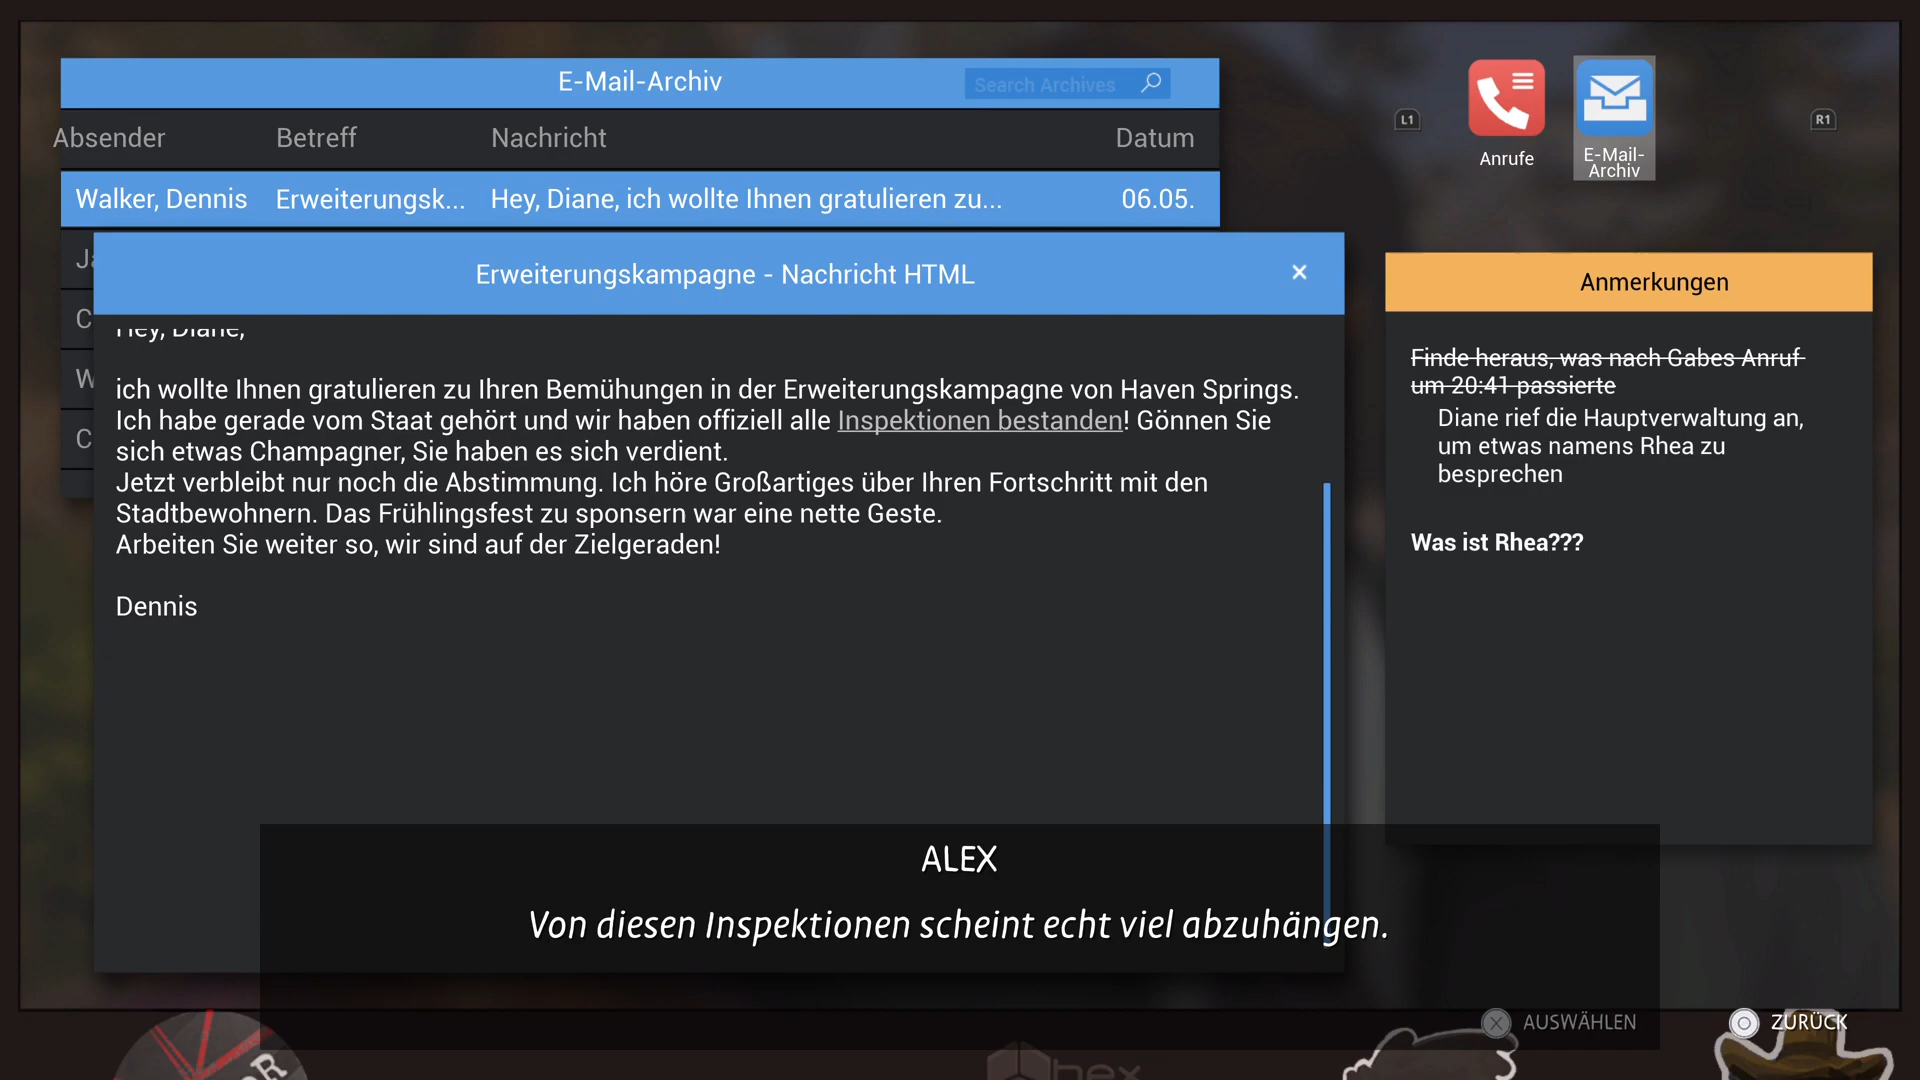 E-Mail-Archiv
Search Archives
Absender Betreff Nachricht Datum
Walker, Dennis Erweiterungsk... Hey, Diane, ich wollte Ihnen gratulieren zu... 06.05.
Erweiterungskampagne - Nachricht HTML
Hey, Diane,
ich wollte Ihnen gratulieren zu Ihren Bemühungen in der Erweiterungskampagne von Haven Springs.
Ich habe gerade vom Staat gehört und wir haben offiziell alle Inspektionen bestanden! Gönnen Sie
sich etwas Champagner, Sie haben es sich verdient.
Jetzt verbleibt nur noch die Abstimmung. Ich höre Großartiges über Ihren Fortschritt mit den
Stadtbewohnern. Das Frühlingsfest zu sponsern war eine nette Geste.
Arbeiten Sie weiter so, wir sind auf der Zielgeraden!
Dennis
L1
Anrufe
E-Mail-
Archiv
R1
Anmerkungen
Finde heraus, was nach Gabes Anruf
um 20:41 passierte
Diane rief die Hauptverwaltung an,
um etwas namens Rhea zu
besprechen
Was ist Rhea???
ALEX
Von diesen Inspektionen scheint echt viel abzuhängen.
AUSWÄHLEN
ZURÜCK
hex